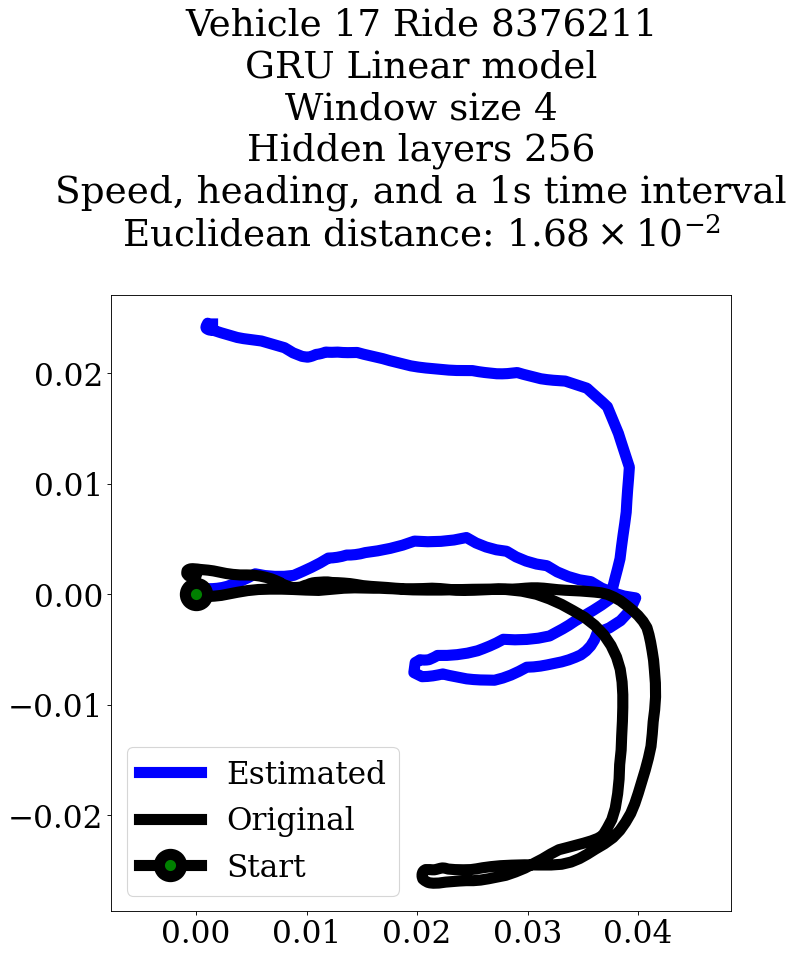 Vehicle 17 Ride 8376211
GRU Linear model
Window size 4
Hidden layers 256
Speed, heading, and a 1s time interval
Euclidean distance: 1.68 × 10⁻²
0.02
0.01
0.00
−0.01
−0.02
Estimated
Original
Start
0.00 0.01 0.02 0.03 0.04